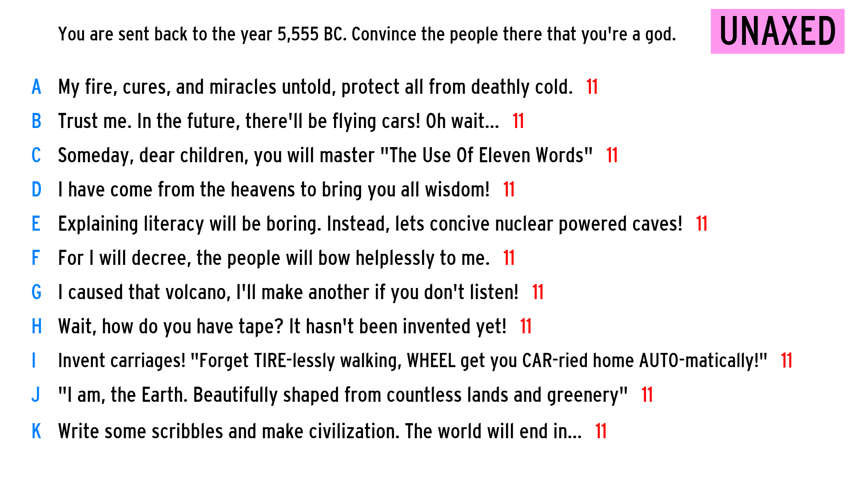 You are sent back to the year 5,555 BC. Convince the people there that you're a god.
UNAXED
A My fire, cures, and miracles untold, protect all from deathly cold. 11
B Trust me. In the future, there'll be flying cars! Oh wait... 11
C Someday, dear children, you will master "The Use Of Eleven Words" 11
D I have come from the heavens to bring you all wisdom! 11
E Explaining literacy will be boring. Instead, lets concive nuclear powered caves! 11
F For I will decree, the people will bow helplessly to me. 11
G I caused that volcano, I'll make another if you don't listen! 11
H Wait, how do you have tape? It hasn't been invented yet! 11
I Invent carriages! "Forget TIRE-lessly walking, WHEEL get you CAR-ried home AUTO-matically!" 11
J "I am, the Earth. Beautifully shaped from countless lands and greenery" 11
K Write some scribbles and make civilization. The world will end in... 11